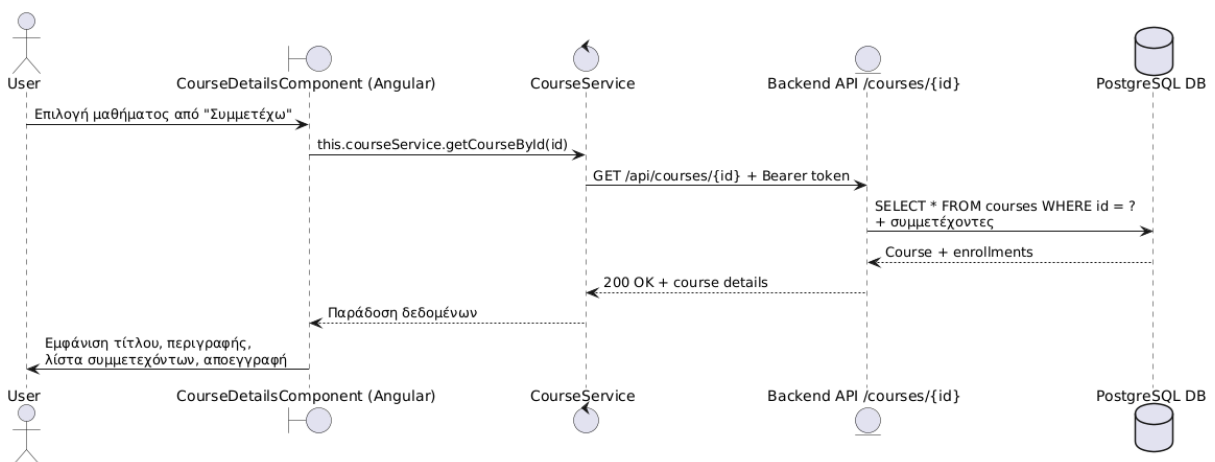 User
CourseDetailsComponent (Angular)
CourseService
Backend API /courses/{id}
PostgreSQL DB
Επιλογή μαθήματος από "Συμμετέχω"
this.courseService.getCourseById(id)
GET /api/courses/{id} + Bearer token
SELECT * FROM courses WHERE id = ?
+ συμμετέχοντες
Course + enrollments
200 OK + course details
Παράδοση δεδομένων
Εμφάνιση τίτλου, περιγραφής,
λίστα συμμετεχόντων, αποεγγραφή
User
CourseDetailsComponent (Angular)
CourseService
Backend API /courses/{id}
PostgreSQL DB